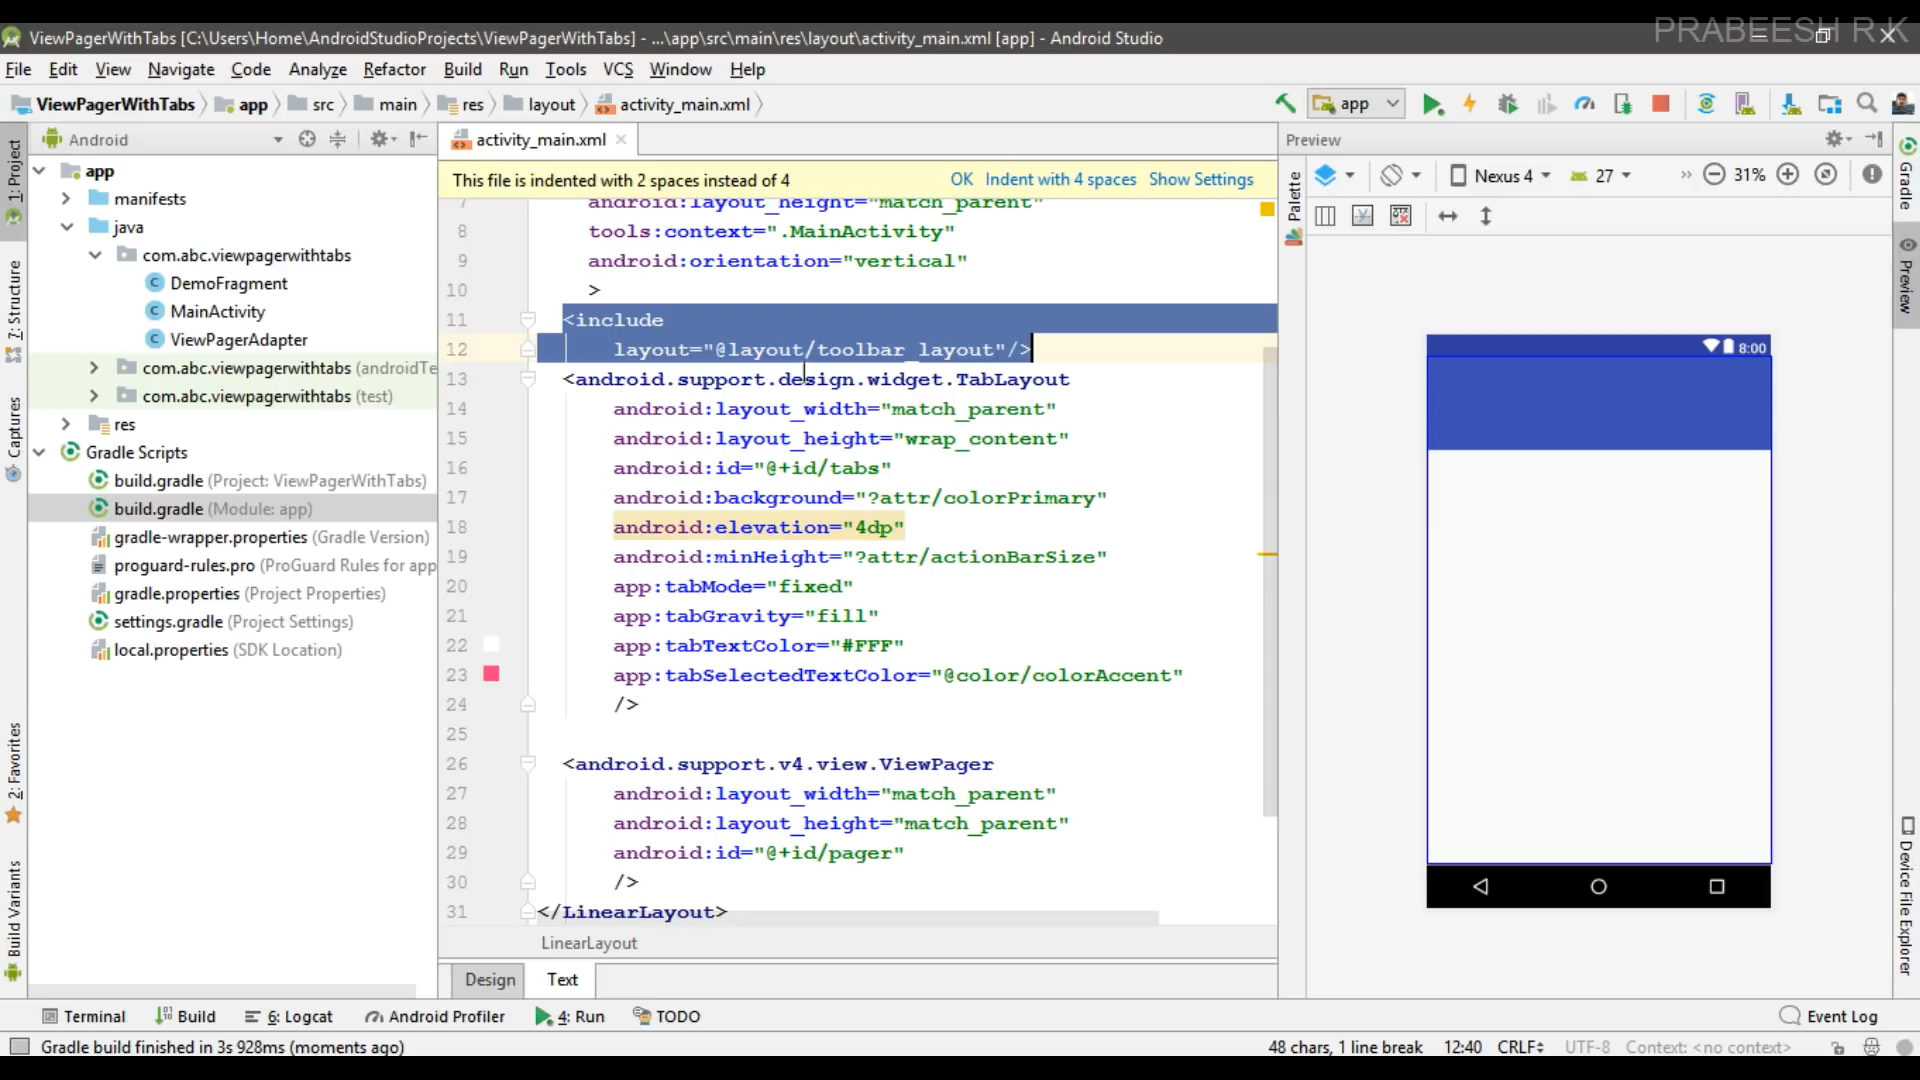 PRABEESH R K
ViewPagerWithTabs [C:\Users\Home\AndroidStudioProjects\ViewPagerWithTabs] - ...\app\src\main\res\layout\activity_main.xml [app] - Android Studio
File Edit View Navigate Code Analyze Refactor Build Run Tools VCS Window Help
ViewPagerWithTabs app src main res layout activity_main.xml app
1: Project
7: Structure
Captures
2: Favorites
Build Variants
Android
app
manifests
java
com.abc.viewpagerwithtabs
DemoFragment
MainActivity
ViewPagerAdapter
com.abc.viewpagerwithtabs (androidTe
com.abc.viewpagerwithtabs (test)
res
Gradle Scripts
build.gradle (Project: ViewPagerWithTabs)
build.gradle (Module: app)
gradle-wrapper.properties (Gradle Version)
proguard-rules.pro (ProGuard Rules for app
gradle.properties (Project Properties)
settings.gradle (Project Settings)
local.properties (SDK Location)
activity_main.xml
This file is indented with 2 spaces instead of 4 OK Indent with 4 spaces Show Settings
7 android:layout_height="match_parent"
8 tools:context=".MainActivity"
9 android:orientation="vertical"
10 >
11 <include
12 layout="@layout/toolbar_layout"/>
13 <android.support.design.widget.TabLayout
14 android:layout_width="match_parent"
15 android:layout_height="wrap_content"
16 android:id="@+id/tabs"
17 android:background="?attr/colorPrimary"
18 android:elevation="4dp"
19 android:minHeight="?attr/actionBarSize"
20 app:tabMode="fixed"
21 app:tabGravity="fill"
22 app:tabTextColor="#FFF"
23 app:tabSelectedTextColor="@color/colorAccent"
24 />
25
26 <android.support.v4.view.ViewPager
27 android:layout_width="match_parent"
28 android:layout_height="match_parent"
29 android:id="@+id/pager"
30 />
31 </LinearLayout>
LinearLayout
Design Text
Preview
Palette
Nexus 4 27 31%
8:00
Gradle
Preview
Device File Explorer
Terminal Build 6: Logcat Android Profiler 4: Run TODO Event Log
Gradle build finished in 3s 928ms (moments ago) 48 chars, 1 line break 12:40 CRLF UTF-8 Context: <no context>